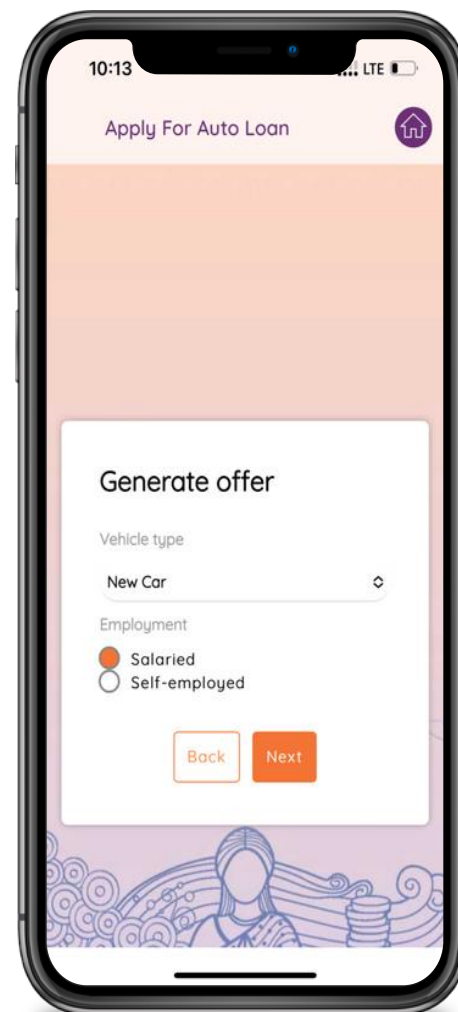 10:13 LTE
Apply For Auto Loan
Generate offer
Vehicle type
New Car
Employment
Salaried
Self-employed
Back Next